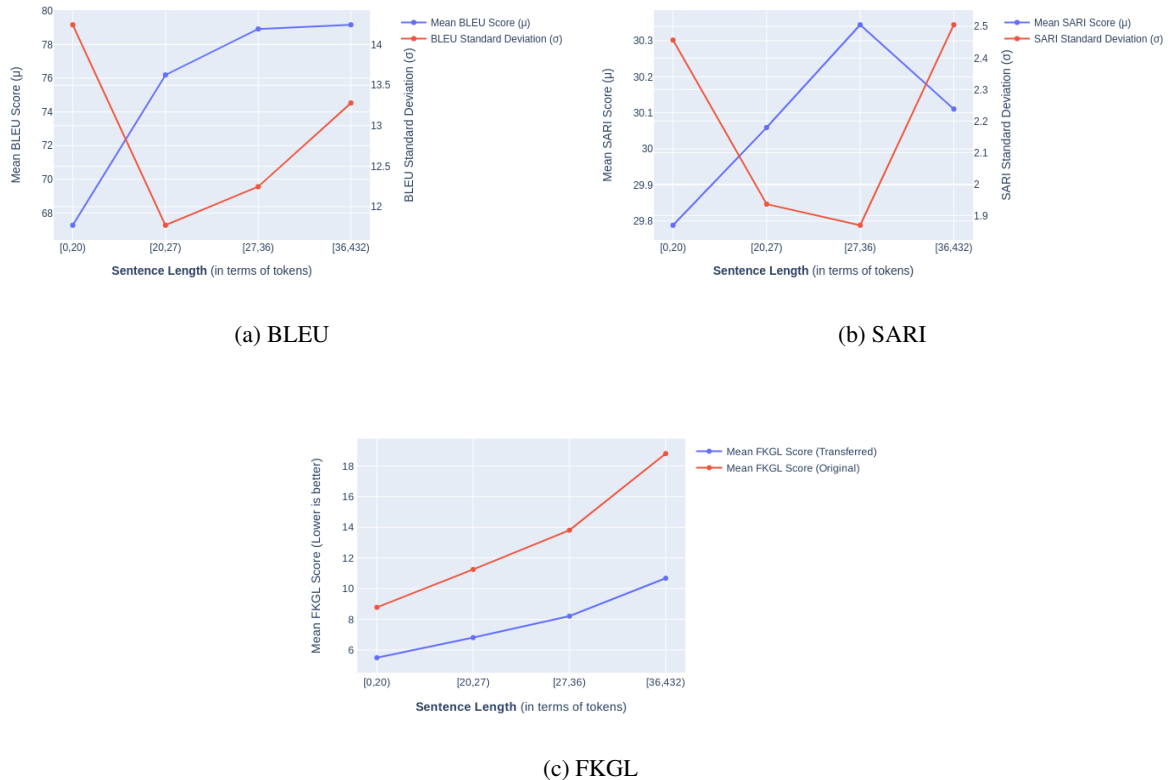 80
78
76
74
72
70
68
Mean BLEU Score (μ)
14
13.5
13
12.5
12
BLEU Standard Deviation (σ)
[0,20)
[20,27)
[27,36)
[36,432)
Sentence Length (in terms of tokens)
Mean BLEU Score (μ)
BLEU Standard Deviation (σ)
(a) BLEU
30.3
30.2
30.1
30
29.9
29.8
Mean SARI Score (μ)
2.5
2.4
2.3
2.2
2.1
2
1.9
SARI Standard Deviation (σ)
[0,20)
[20,27)
[27,36)
[36,432)
Sentence Length (in terms of tokens)
Mean SARI Score (μ)
SARI Standard Deviation (σ)
(b) SARI
18
16
14
12
10
8
6
Mean FKGL Score (Lower is better)
[0,20)
[20,27)
[27,36)
[36,432)
Sentence Length (in terms of tokens)
Mean FKGL Score (Transferred)
Mean FKGL Score (Original)
(c) FKGL